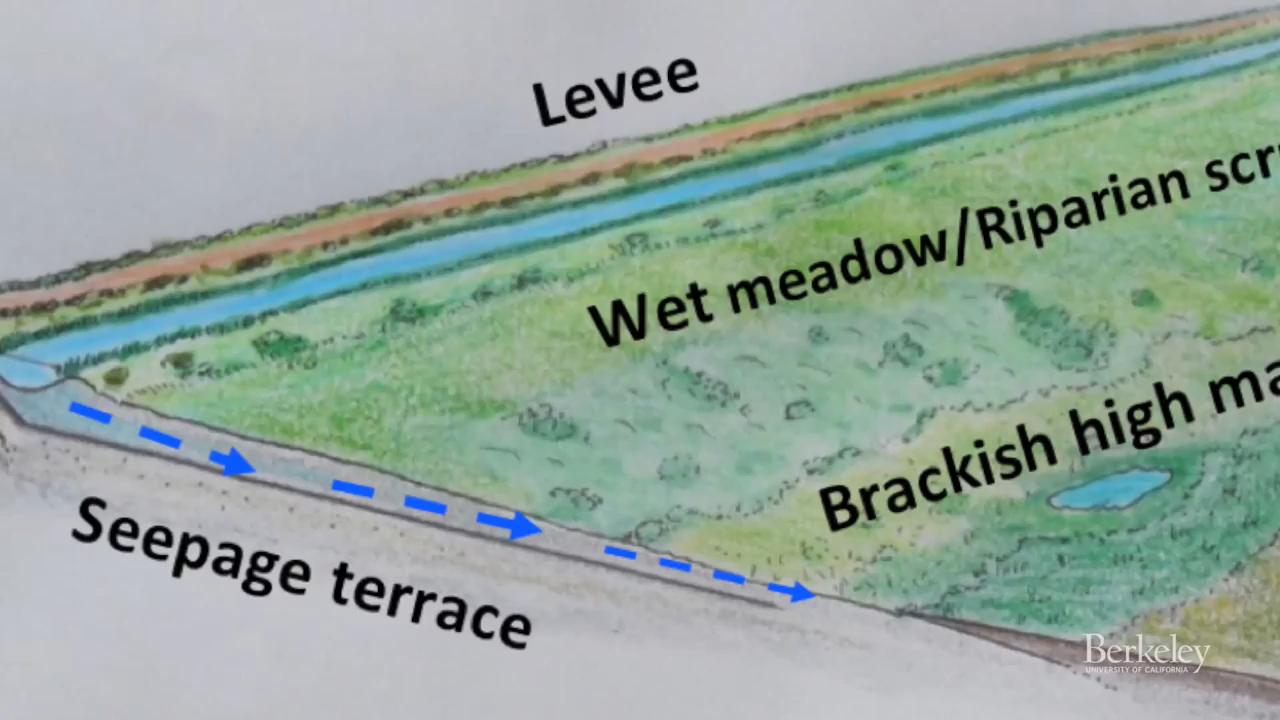 Levee
Wet meadow/Riparian scr
Brackish high ma
Seepage terrace
Berkeley
UNIVERSITY OF CALIFORNIA